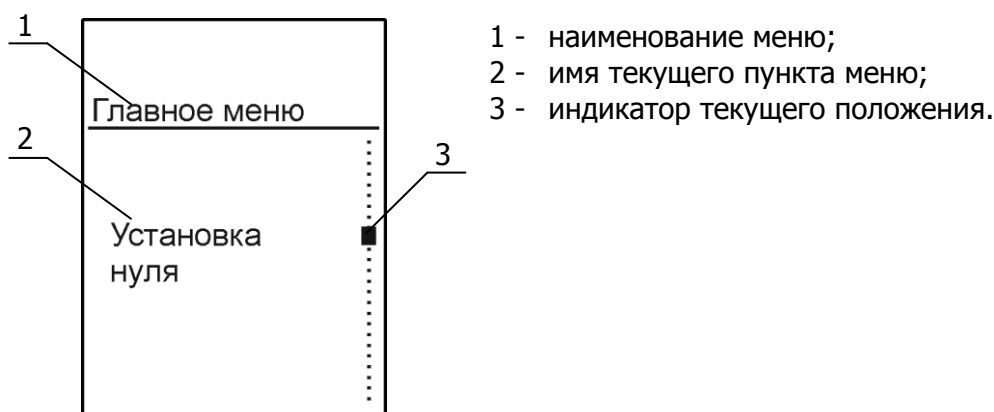 1
Главное меню
2
Установка
нуля
3
1 - наименование меню;
2 - имя текущего пункта меню;
3 - индикатор текущего положения.